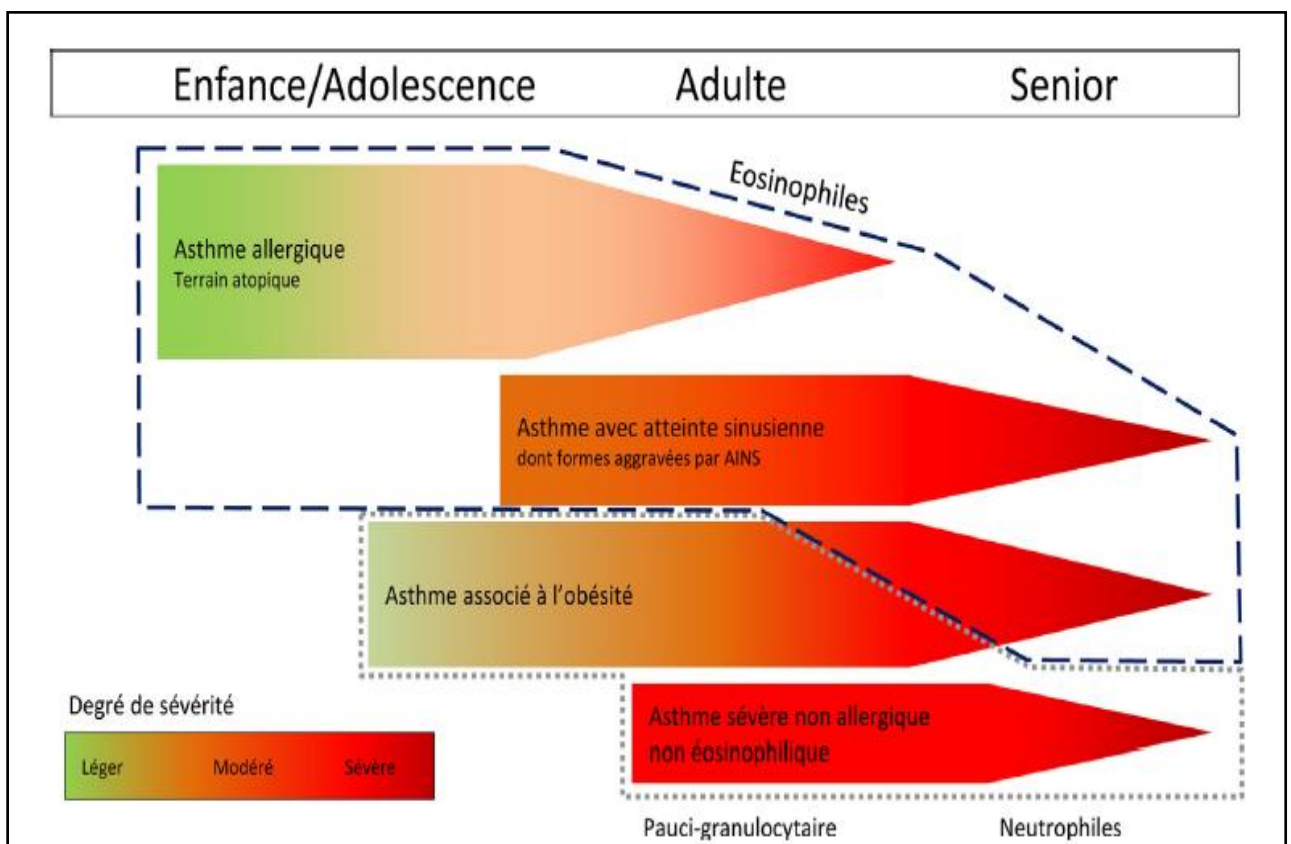 Enfance/Adolescence Adulte Senior
Eosinophiles
Asthme allergique
Terrain atopique
Asthme avec atteinte sinusienne
dont formes aggravées par AINS
Asthme associé à l'obésité
Degré de sévérité
Léger Modéré Sévère
Asthme sévère non allergique
non éosinophilique
Pauci-granulocytaire Neutrophiles